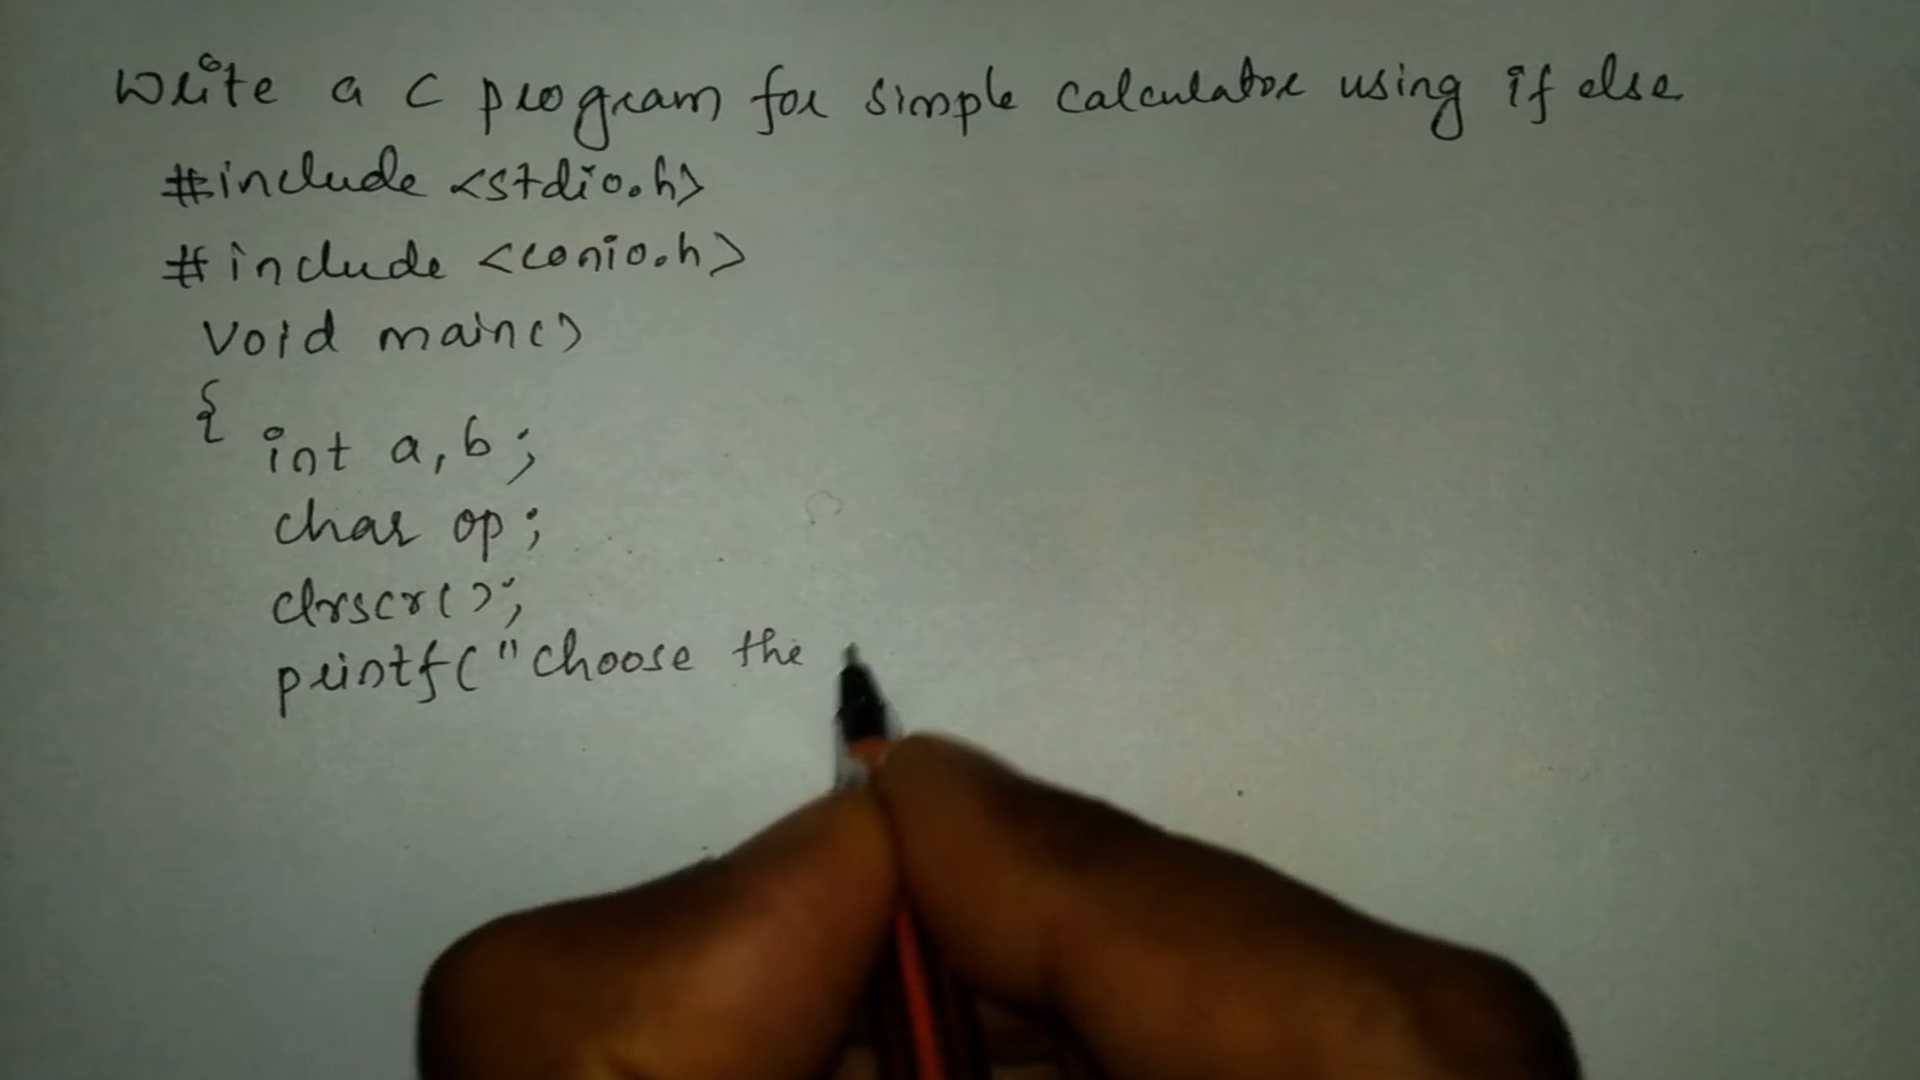 Write a C program for simple calculator using if else
#include <stdio.h>
#include <conio.h>
void main()
{
int a,b;
char op;
clrscr();
printf("choose the